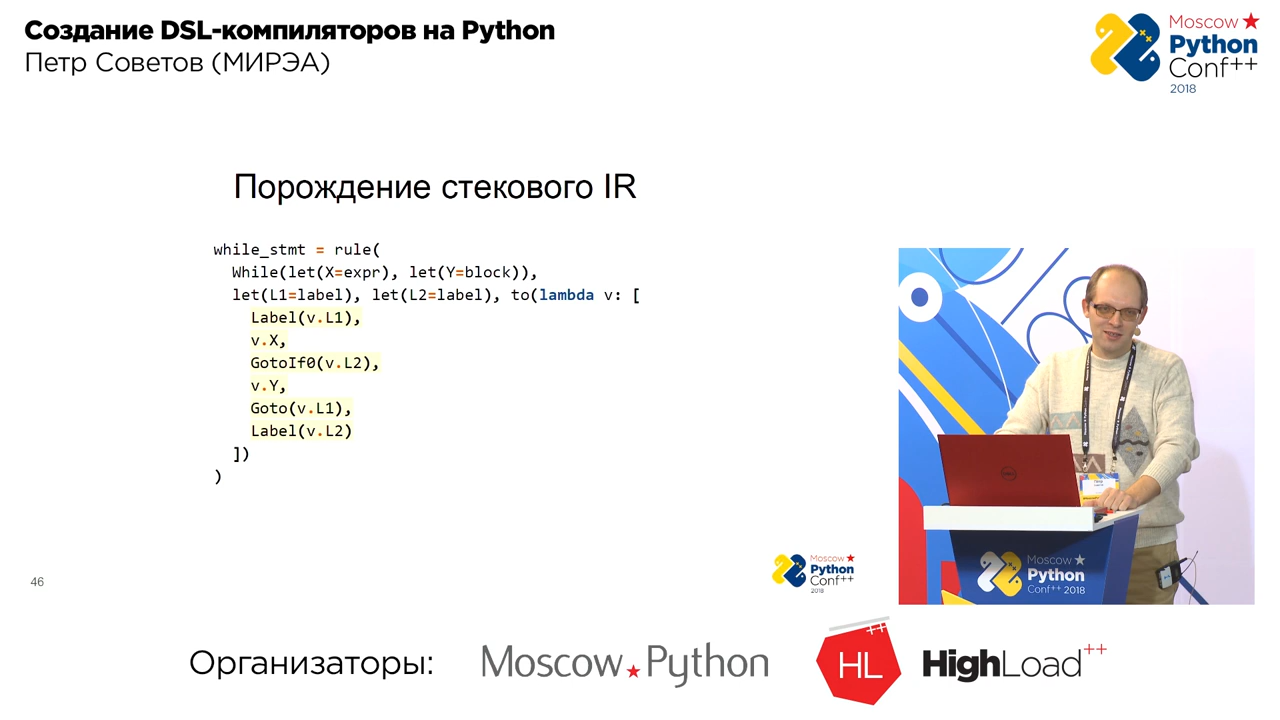 Создание DSL-компиляторов на Python
Петр Советов (МИРЭА)
Moscow
Python
Conf++
2018
Порождение стекового IR
while_stmt = rule(
While(let(X=expr), let(Y=block)),
let(L1=label), let(L2=label), to(lambda v: [
Label(v.L1),
v.X,
GotoIf0(v.L2),
v.Y,
Goto(v.L1),
Label(v.L2)
])
)
46
Moscow
Python
Conf++
2018
DELL
Moscow
Python
Conf++ 2018
Организаторы:
Moscow Python
HL++
HighLoad++